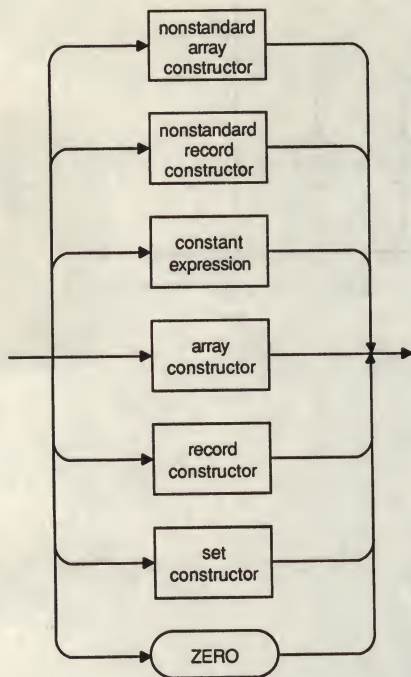 nonstandard
array
constructor
nonstandard
record
constructor
constant
expression
array
constructor
record
constructor
set
constructor
ZERO